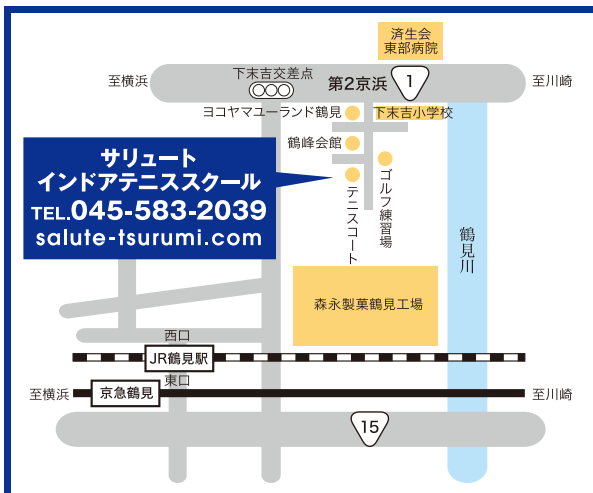 済生会
東部病院
下末吉交差点
第2京浜
1
至横浜
至川崎
ヨコヤマユーランド鶴見
下末吉小学校
鶴峰会館
サリュート
インドアテニススクール
TEL.045-583-2039
salute-tsurumi.com
テニスコート
ゴルフ練習場
鶴見川
森永製菓鶴見工場
西口
JR鶴見駅
東口
至横浜
京急鶴見
至川崎
15